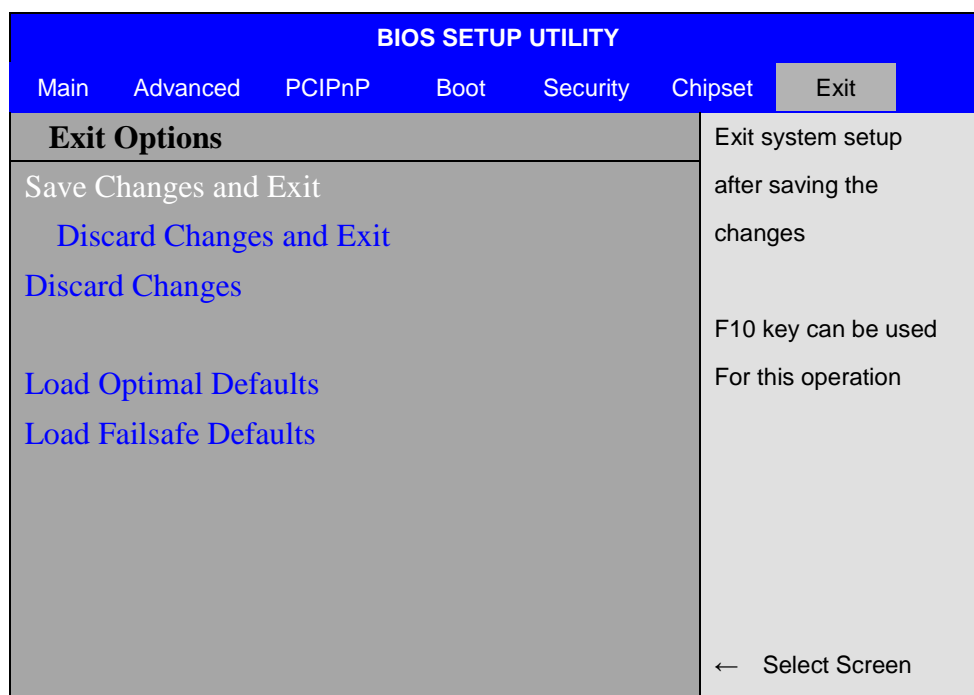 BIOS SETUP UTILITY
Main Advanced PCIPnP Boot Security Chipset Exit
Exit Options
Save Changes and Exit
Discard Changes and Exit
Discard Changes
Load Optimal Defaults
Load Failsafe Defaults
Exit system setup
after saving the
changes
F10 key can be used
For this operation
← Select Screen